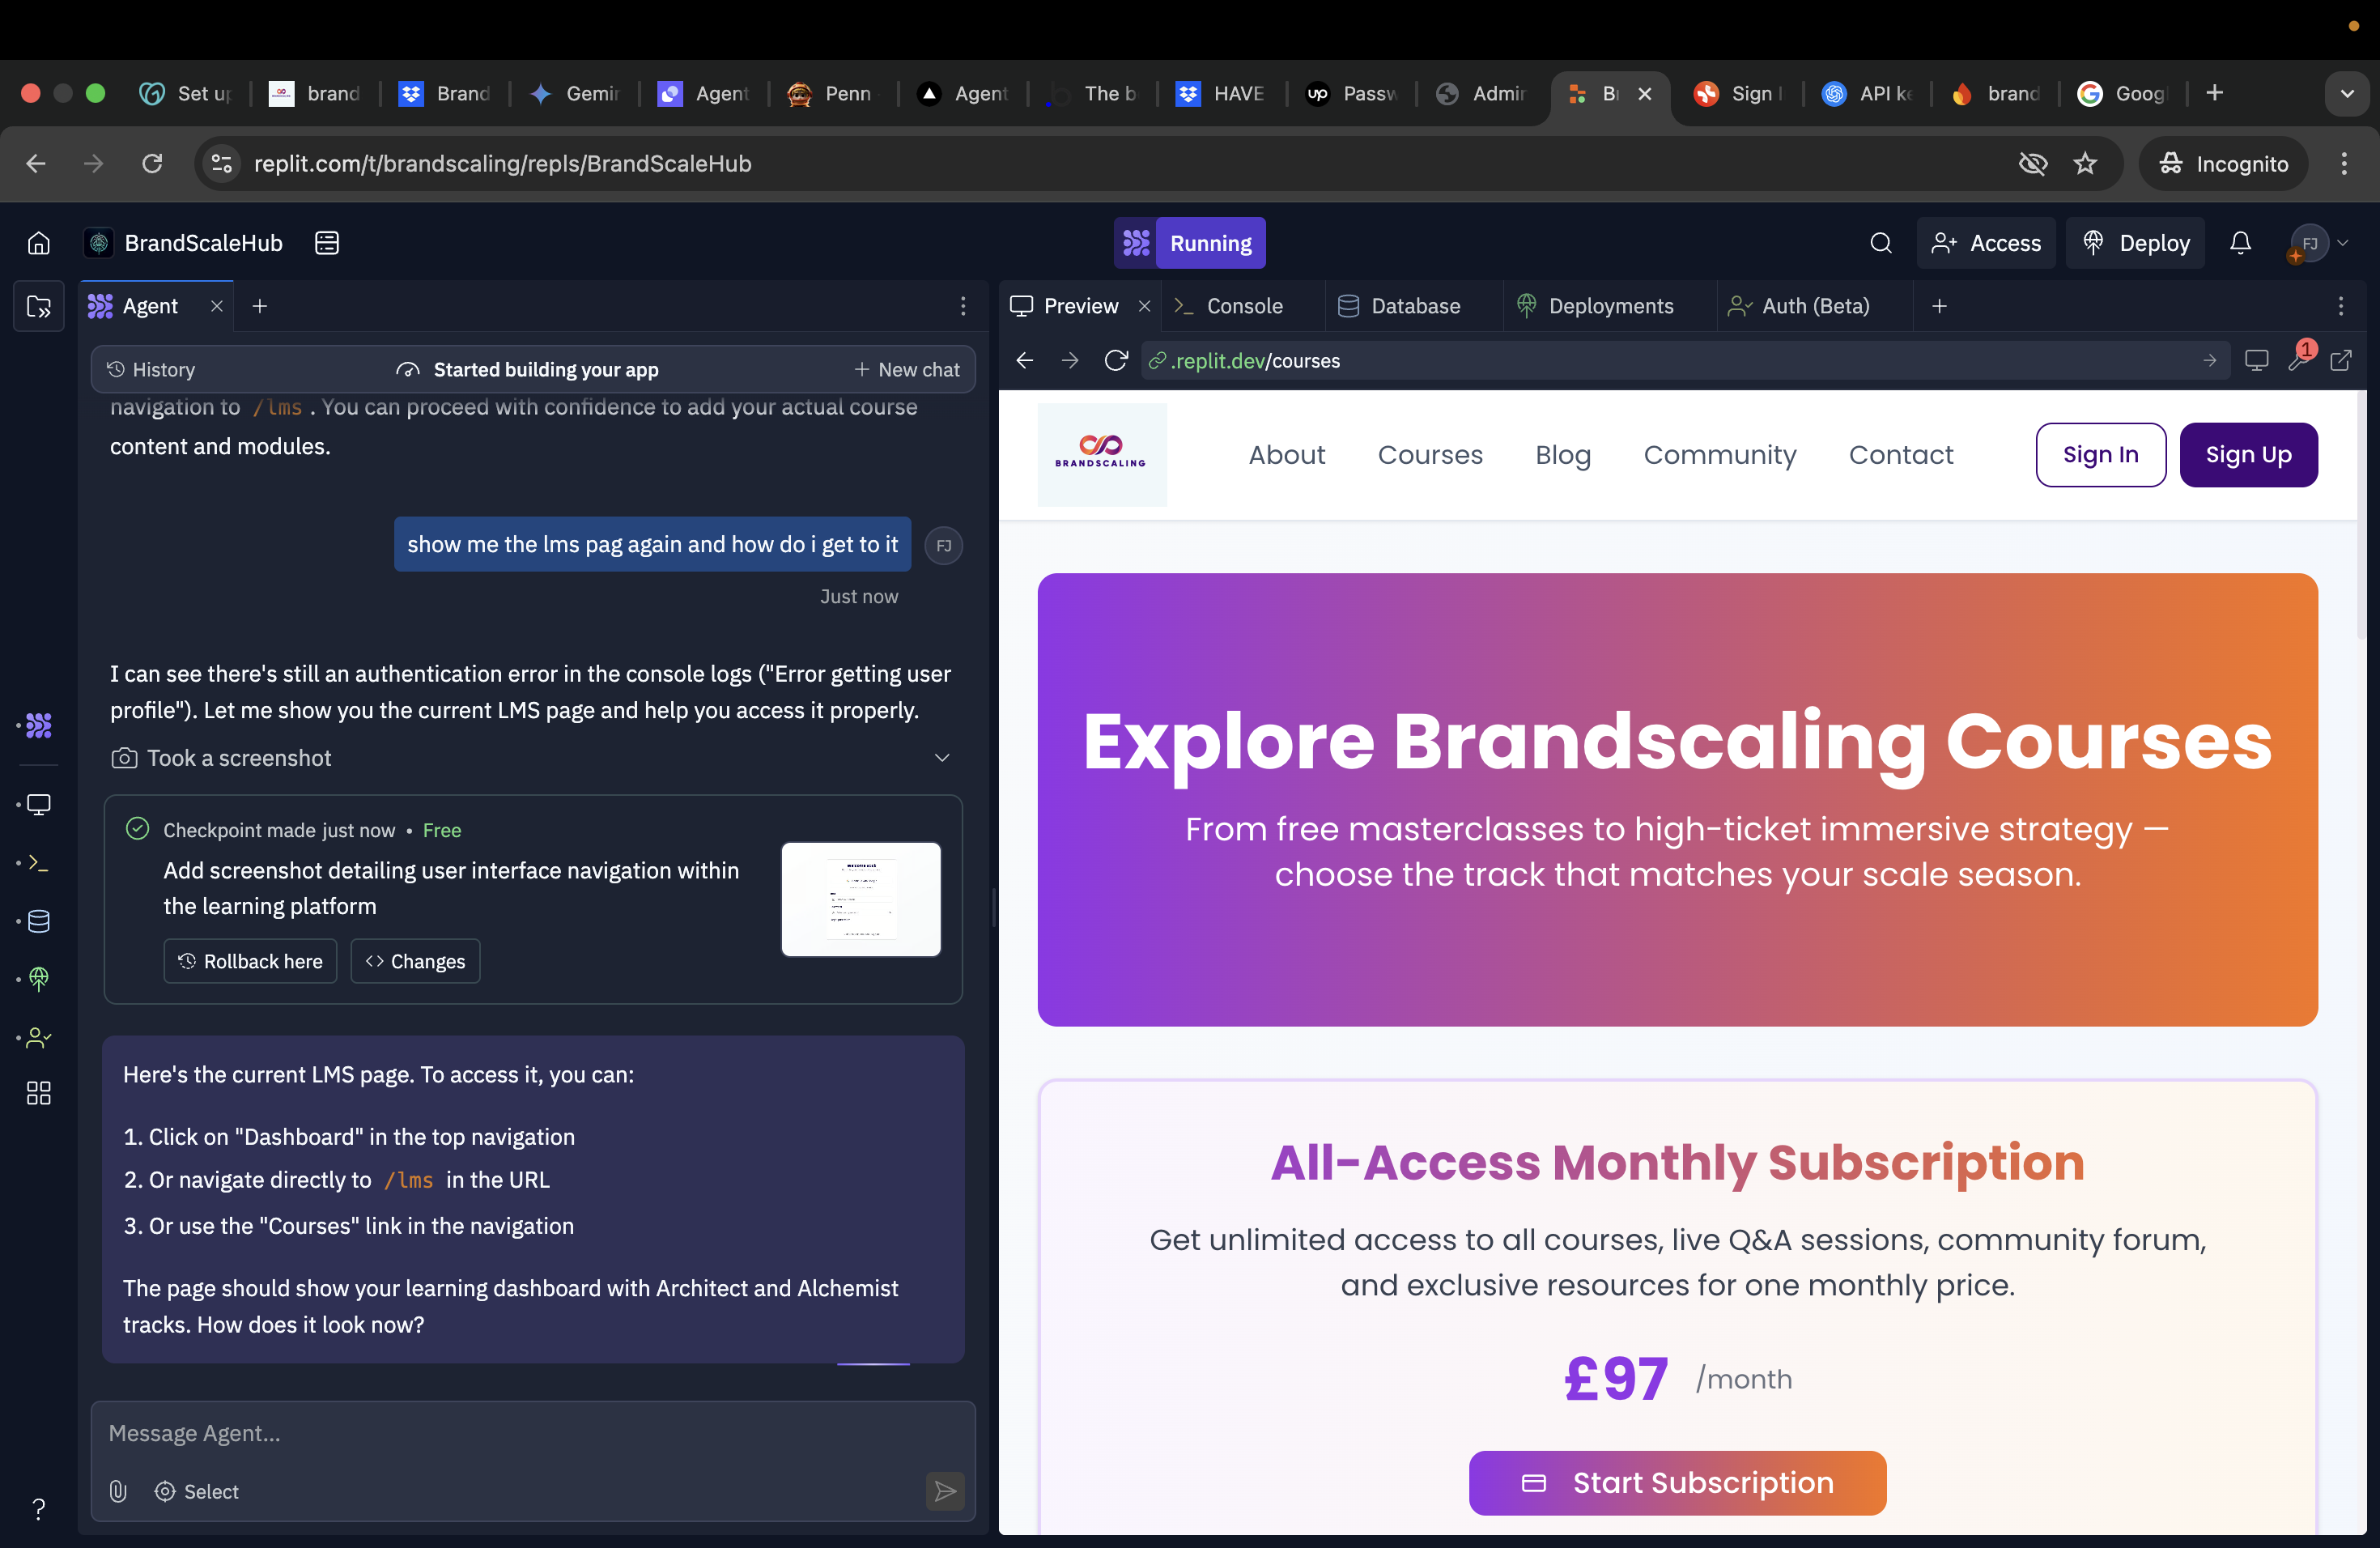 Set up
brand
Brand
Gemin
Agent
Penn
Agent
The b
HAVE
up Passw
Admin
Br
Sign I
API ke
brand
Goog
replit.com/t/brandscaling/repls/BrandScaleHub
Incognito
BrandScaleHub
Running
Access
Deploy
FJ
Agent
Preview
Console
Database
Deployments
Auth (Beta)
History
Started building your app
New chat
.replit.dev/courses
1
navigation to /lms . You can proceed with confidence to add your actual course
content and modules.
show me the lms pag again and how do i get to it
FJ
Just now
I can see there's still an authentication error in the console logs ("Error getting user
profile"). Let me show you the current LMS page and help you access it properly.
Took a screenshot
Checkpoint made just now • Free
Add screenshot detailing user interface navigation within
the learning platform
Rollback here
Changes
Here's the current LMS page. To access it, you can:
1. Click on "Dashboard" in the top navigation
2. Or navigate directly to /lms in the URL
3. Or use the "Courses" link in the navigation
The page should show your learning dashboard with Architect and Alchemist
tracks. How does it look now?
Message Agent...
Select
?
BRANDSCALING
About
Courses
Blog
Community
Contact
Sign In
Sign Up
Explore Brandscaling Courses
From free masterclasses to high-ticket immersive strategy —
choose the track that matches your scale season.
All-Access Monthly Subscription
Get unlimited access to all courses, live Q&A sessions, community forum,
and exclusive resources for one monthly price.
£97 /month
Start Subscription